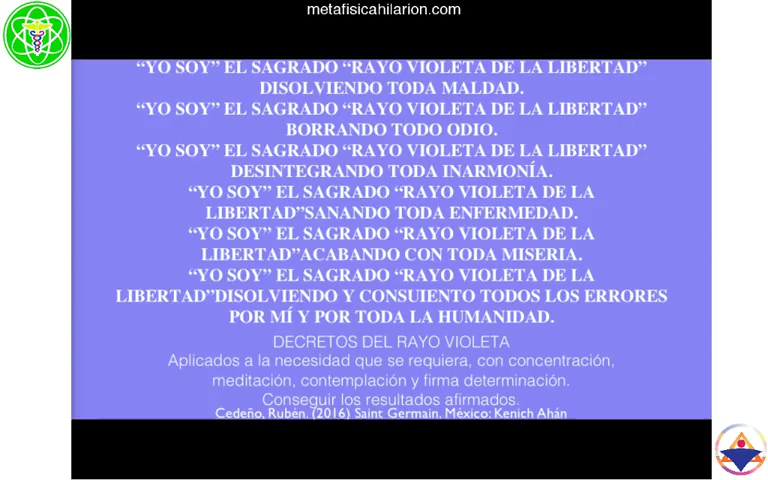 metafisicahilarion.com
“YO SOY” EL SAGRADO “RAYO VIOLETA DE LA LIBERTAD”
DISOLVIENDO TODA MALDAD.
“YO SOY” EL SAGRADO “RAYO VIOLETA DE LA LIBERTAD”
BORRANDO TODO ODIO.
“YO SOY” EL SAGRADO “RAYO VIOLETA DE LA LIBERTAD”
DESINTEGRANDO TODA INARMONÍA.
“YO SOY” EL SAGRADO “RAYO VIOLETA DE LA
LIBERTAD”SANANDO TODA ENFERMEDAD.
“YO SOY” EL SAGRADO “RAYO VIOLETA DE LA
LIBERTAD”ACABANDO CON TODA MISERIA.
“YO SOY” EL SAGRADO “RAYO VIOLETA DE LA
LIBERTAD”DISOLVIENDO Y CONSUIENTO TODOS LOS ERRORES
POR MÍ Y POR TODA LA HUMANIDAD.
DECRETOS DEL RAYO VIOLETA
Aplicados a la necesidad que se requiera, con concentración,
meditación, contemplación y firma determinación.
Conseguir los resultados afirmados.
Cedeño, Rubén. (2016) Saint Germain. México: Kenich Ahán